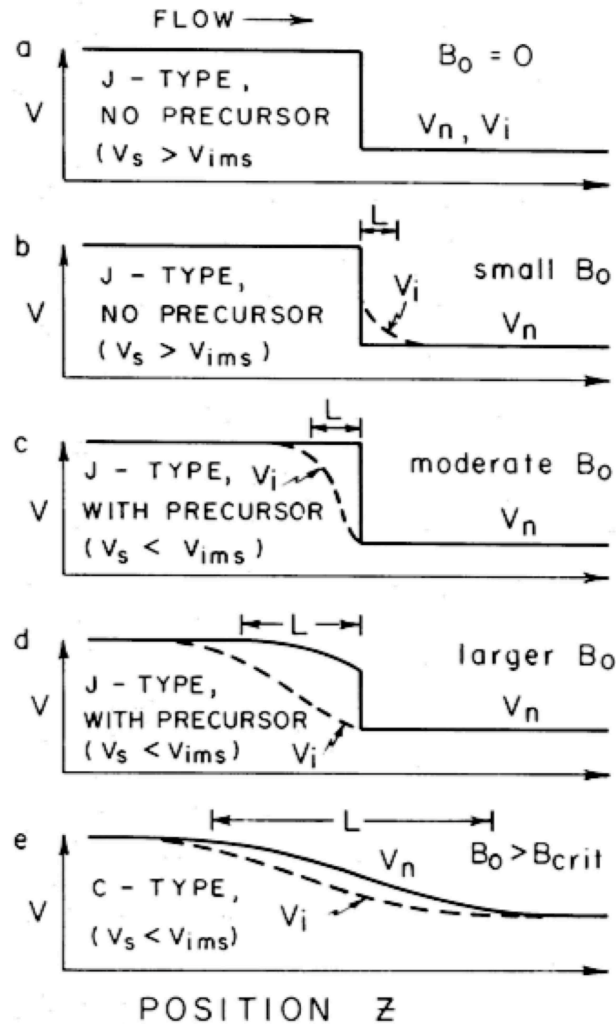 FLOW
a
B₀ = 0
J - TYPE,
NO PRECURSOR
(Vₛ > Vᵢₘₛ
V
Vₙ, Vᵢ
L
b
small B₀
J - TYPE,
NO PRECURSOR
(Vₛ > Vᵢₘₛ)
V
Vᵢ
Vₙ
L
c
moderate B₀
J - TYPE, Vᵢ
WITH PRECURSOR
(Vₛ < Vᵢₘₛ)
V
Vₙ
L
d
larger B₀
J - TYPE,
WITH PRECURSOR
(Vₛ < Vᵢₘₛ)
V
Vᵢ
Vₙ
L
e
Vₙ
B₀ > Bcrit
C - TYPE,
(Vₛ < Vᵢₘₛ)
V
Vᵢ
POSITION Z